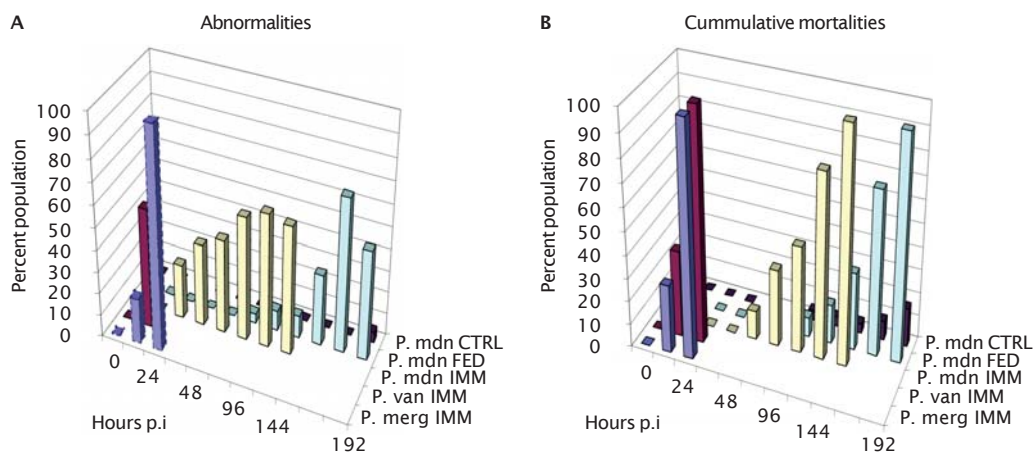 A
Abnormalities
Percent population
100
90
80
70
60
50
40
30
20
10
0
0
24
48
96
144
192
Hours p.i
P. mdn CTRL
P. mdn FED
P. mdn IMM
P. van IMM
P. merg IMM
B
Cummulative mortalities
Percent population
100
90
80
70
60
50
40
30
20
10
0
0
24
48
96
144
192
Hours p.i
P. mdn CTRL
P. mdn FED
P. mdn IMM
P. van IMM
P. merg IMM